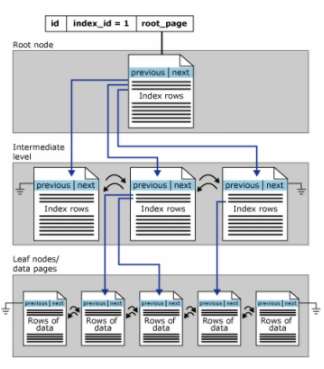 id index_id = 1 root_page
Root node
previous next
Index rows
Intermediate
level
previous next previous next previous next
Index rows Index rows Index rows
Leaf nodes/
data pages
previous next previous next previous next previous next previous next
Rows of Rows of Rows of Rows of Rows of
data data data data data